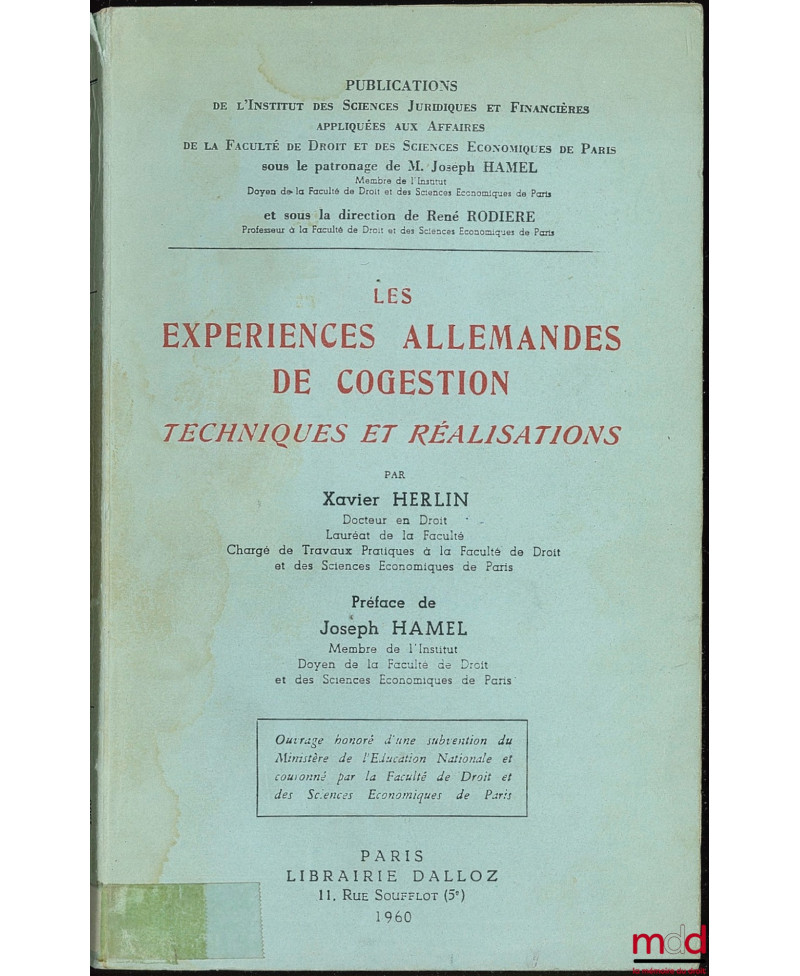 PUBLICATIONS
DE L'INSTITUT DES SCIENCES JURIDIQUES ET FINANCIÈRES
APPLIQUÉES AUX AFFAIRES
DE LA FACULTÉ DE DROIT ET DES SCIENCES ECONOMIQUES DE PARIS
sous le patronage de M. Joseph HAMEL
Membre de l'Institut
Doyen de la Faculté de Droit et des Sciences Economiques de Paris
et sous la direction de René RODIERE
Professeur à la Faculté de Droit et des Sciences Economiques de Paris
LES
EXPERIENCES ALLEMANDES
DE COGESTION
TECHNIQUES ET RÉALISATIONS
PAR
Xavier HERLIN
Docteur en Droit
Lauréat de la Faculté
Chargé de Travaux Pratiques à la Faculté de Droit
et des Sciences Economiques de Paris
Préface de
Joseph HAMEL
Membre de l'Institut
Doyen de la Faculté de Droit
et des Sciences Economiques de Paris
Ouvrage honoré d'une subvention du
Ministère de l'Education Nationale et
couronné par la Faculté de Droit et
des Sciences Economiques de Paris
PARIS
LIBRAIRIE DALLOZ
11, RUE SOUFFLOT (5e)
1960
mdd
la mémoire du droit